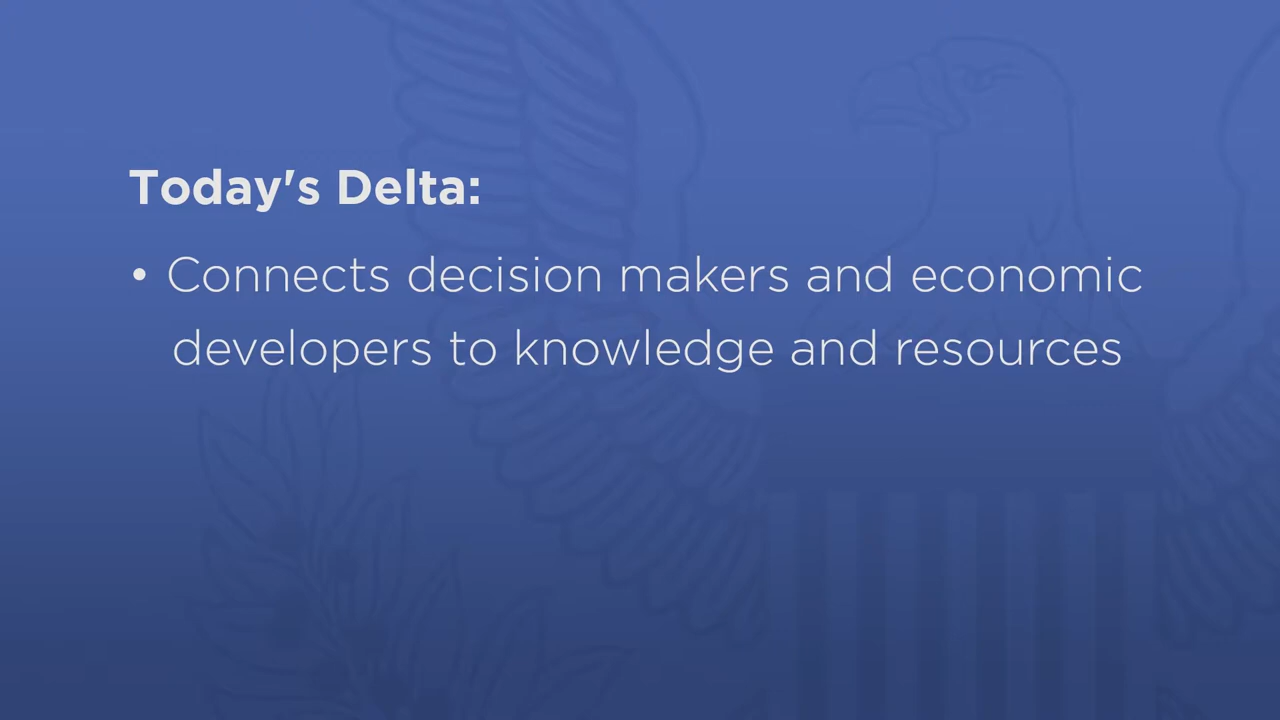 Today's Delta:
• Connects decision makers and economic
developers to knowledge and resources